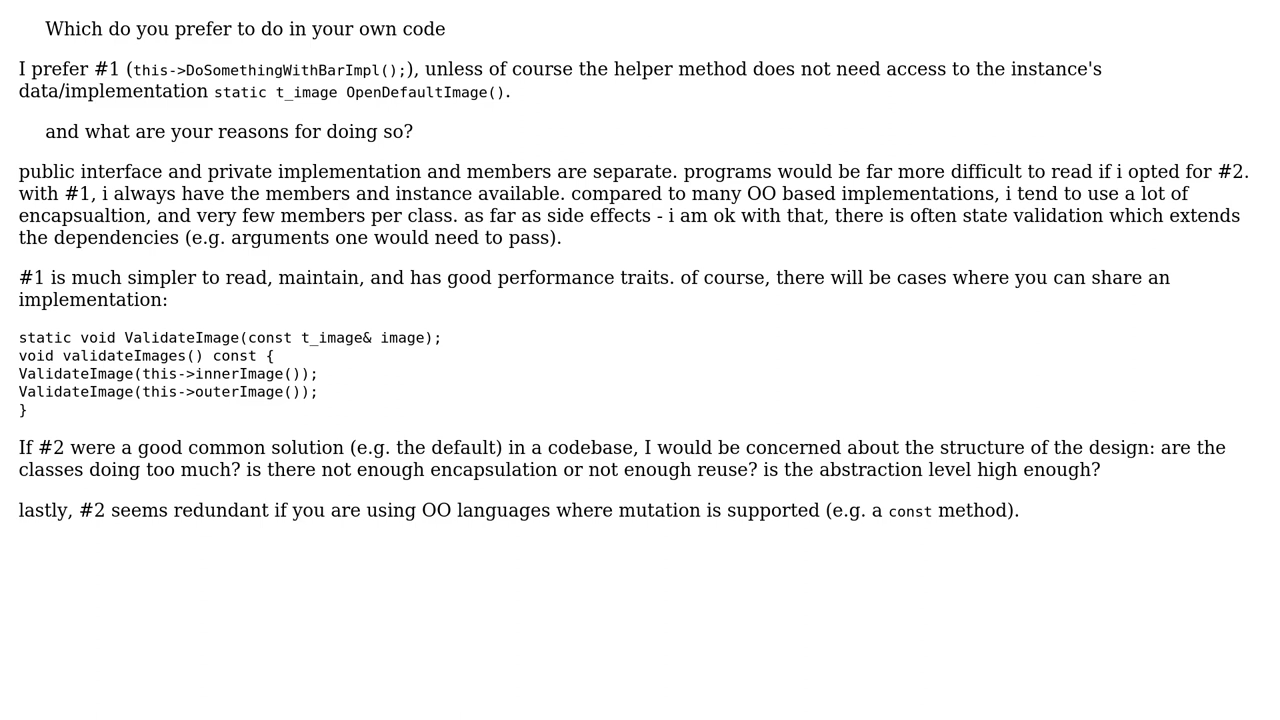 Which do you prefer to do in your own code
I prefer #1 (this->DoSomethingWithBarImpl();), unless of course the helper method does not need access to the instance's
data/implementation static t_image OpenDefaultImage().
and what are your reasons for doing so?
public interface and private implementation and members are separate. programs would be far more difficult to read if i opted for #2.
with #1, i always have the members and instance available. compared to many OO based implementations, i tend to use a lot of
encapsualtion, and very few members per class. as far as side effects - i am ok with that, there is often state validation which extends
the dependencies (e.g. arguments one would need to pass).
#1 is much simpler to read, maintain, and has good performance traits. of course, there will be cases where you can share an
implementation:
static void ValidateImage(const t_image& image);
void validateImages() const {
ValidateImage(this->innerImage());
ValidateImage(this->outerImage());
}
If #2 were a good common solution (e.g. the default) in a codebase, I would be concerned about the structure of the design: are the
classes doing too much? is there not enough encapsulation or not enough reuse? is the abstraction level high enough?
lastly, #2 seems redundant if you are using OO languages where mutation is supported (e.g. a const method).